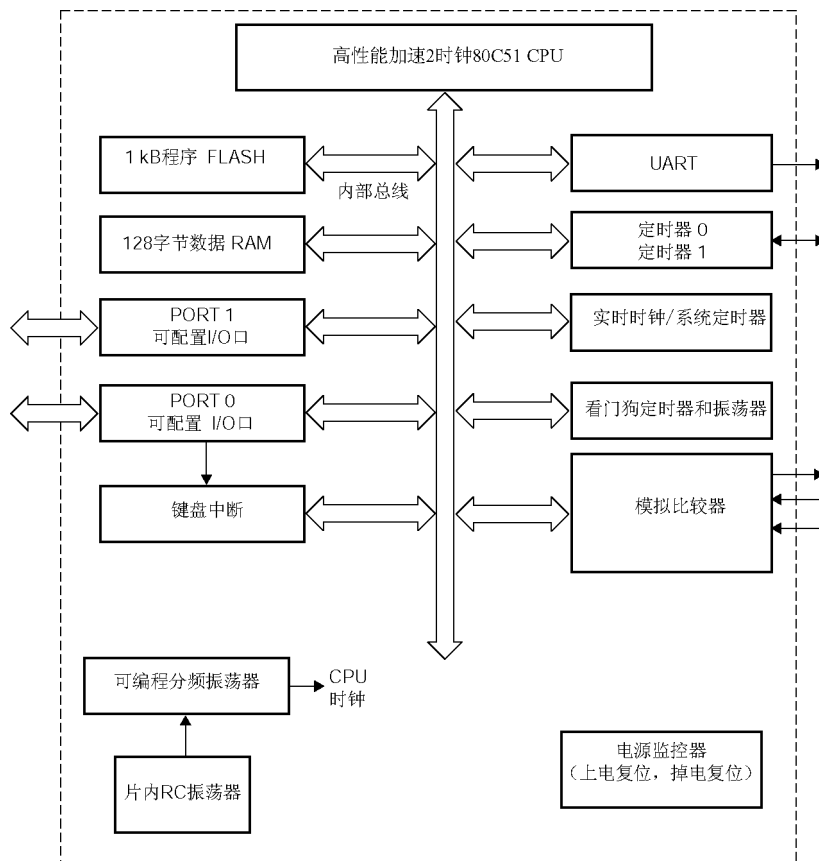 高性能加速2时钟80C51 CPU
1 kB程序 FLASH
内部总线
UART
128字节数据 RAM
定时器 0
定时器 1
PORT 1
可配置I/O口
实时时钟/系统定时器
PORT 0
可配置 I/O口
看门狗定时器和振荡器
键盘中断
模拟比较器
可编程分频振荡器
CPU
时钟
片内RC振荡器
电源监控器
（上电复位，掉电复位）